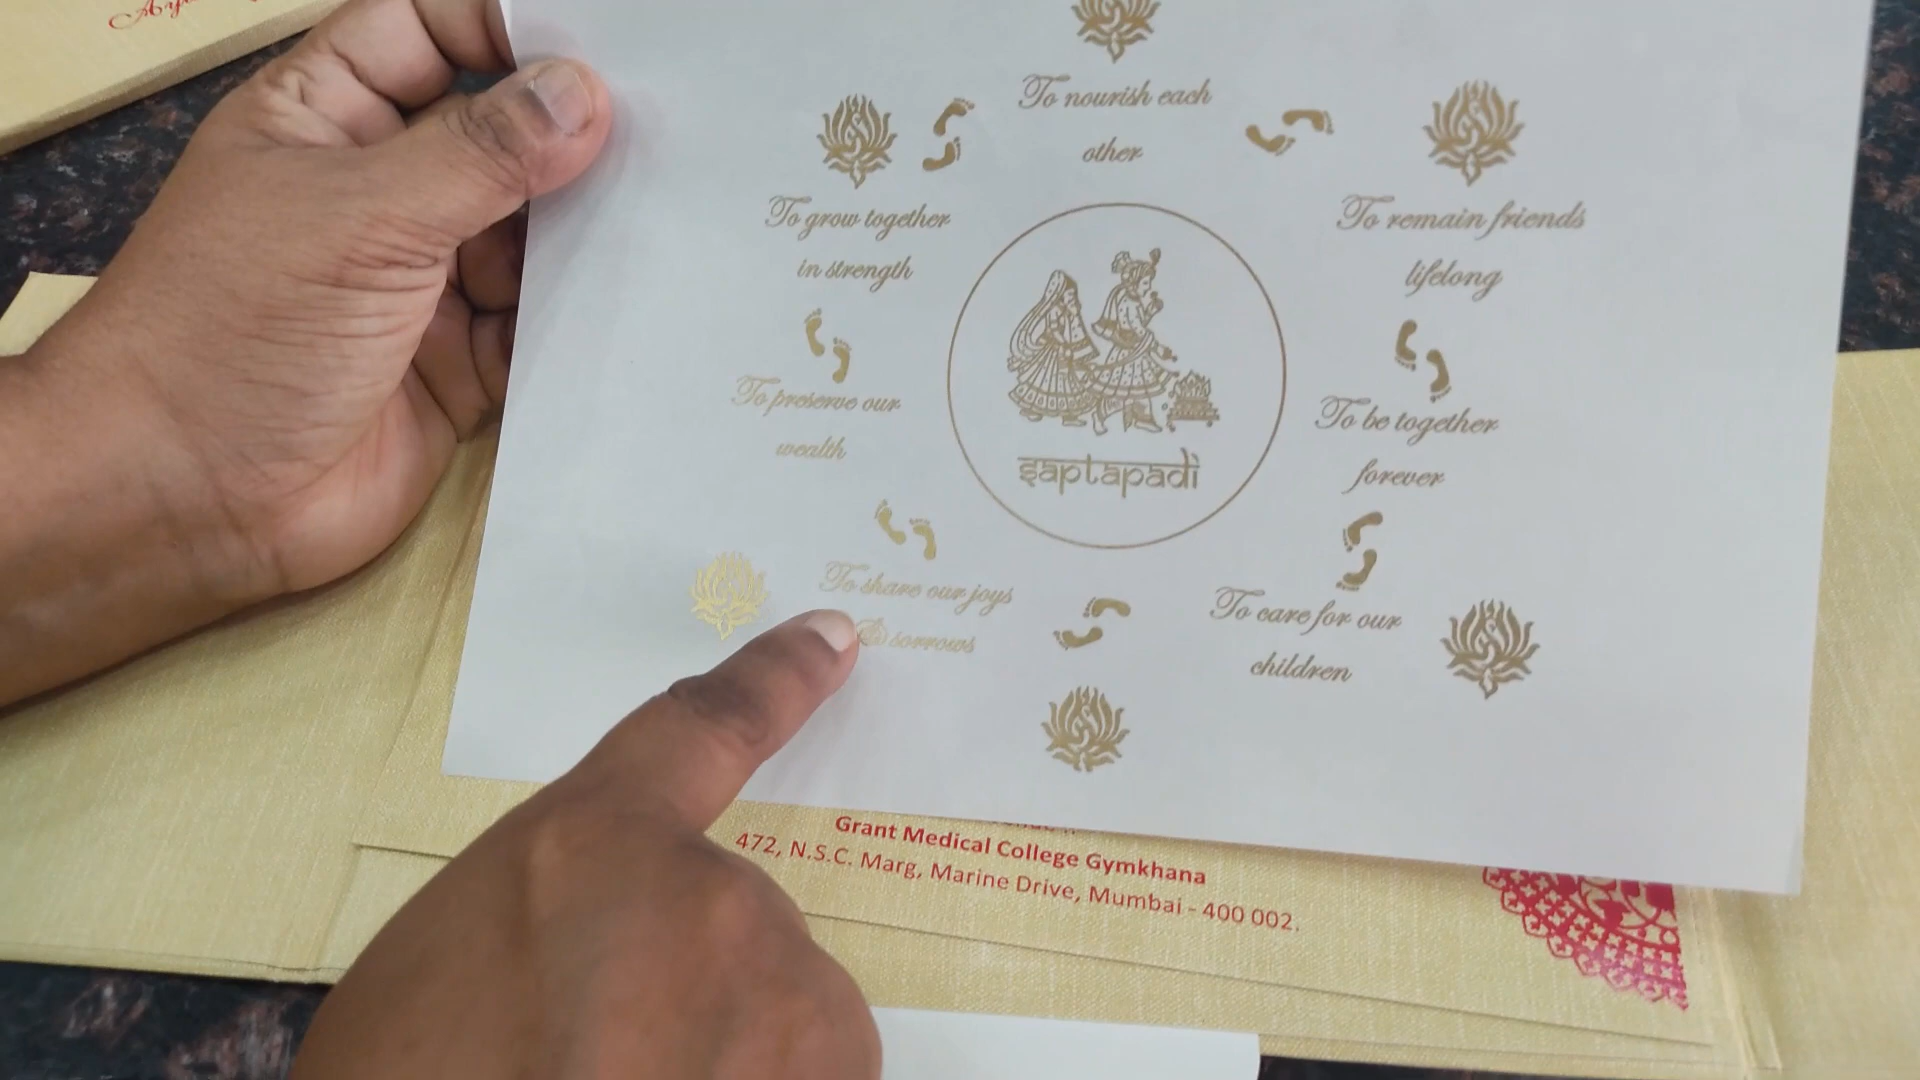 To nourish each
other
To grow together
in strength
To remain friends
lifelong
To preserve our
wealth
saptapadi
To be together
forever
To share our joys
& sorrows
To care for our
children
Grant Medical College Gymkhana
472, N.S.C. Marg, Marine Drive, Mumbai - 400 002.